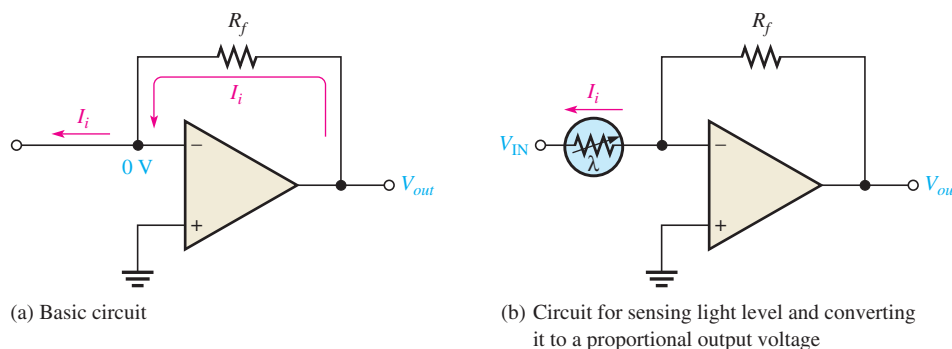 R_f
I_i
I_i
0 V
−
+
V_out
(a) Basic circuit
R_f
I_i
V_IN
λ
−
+
V_out
(b) Circuit for sensing light level and converting
it to a proportional output voltage